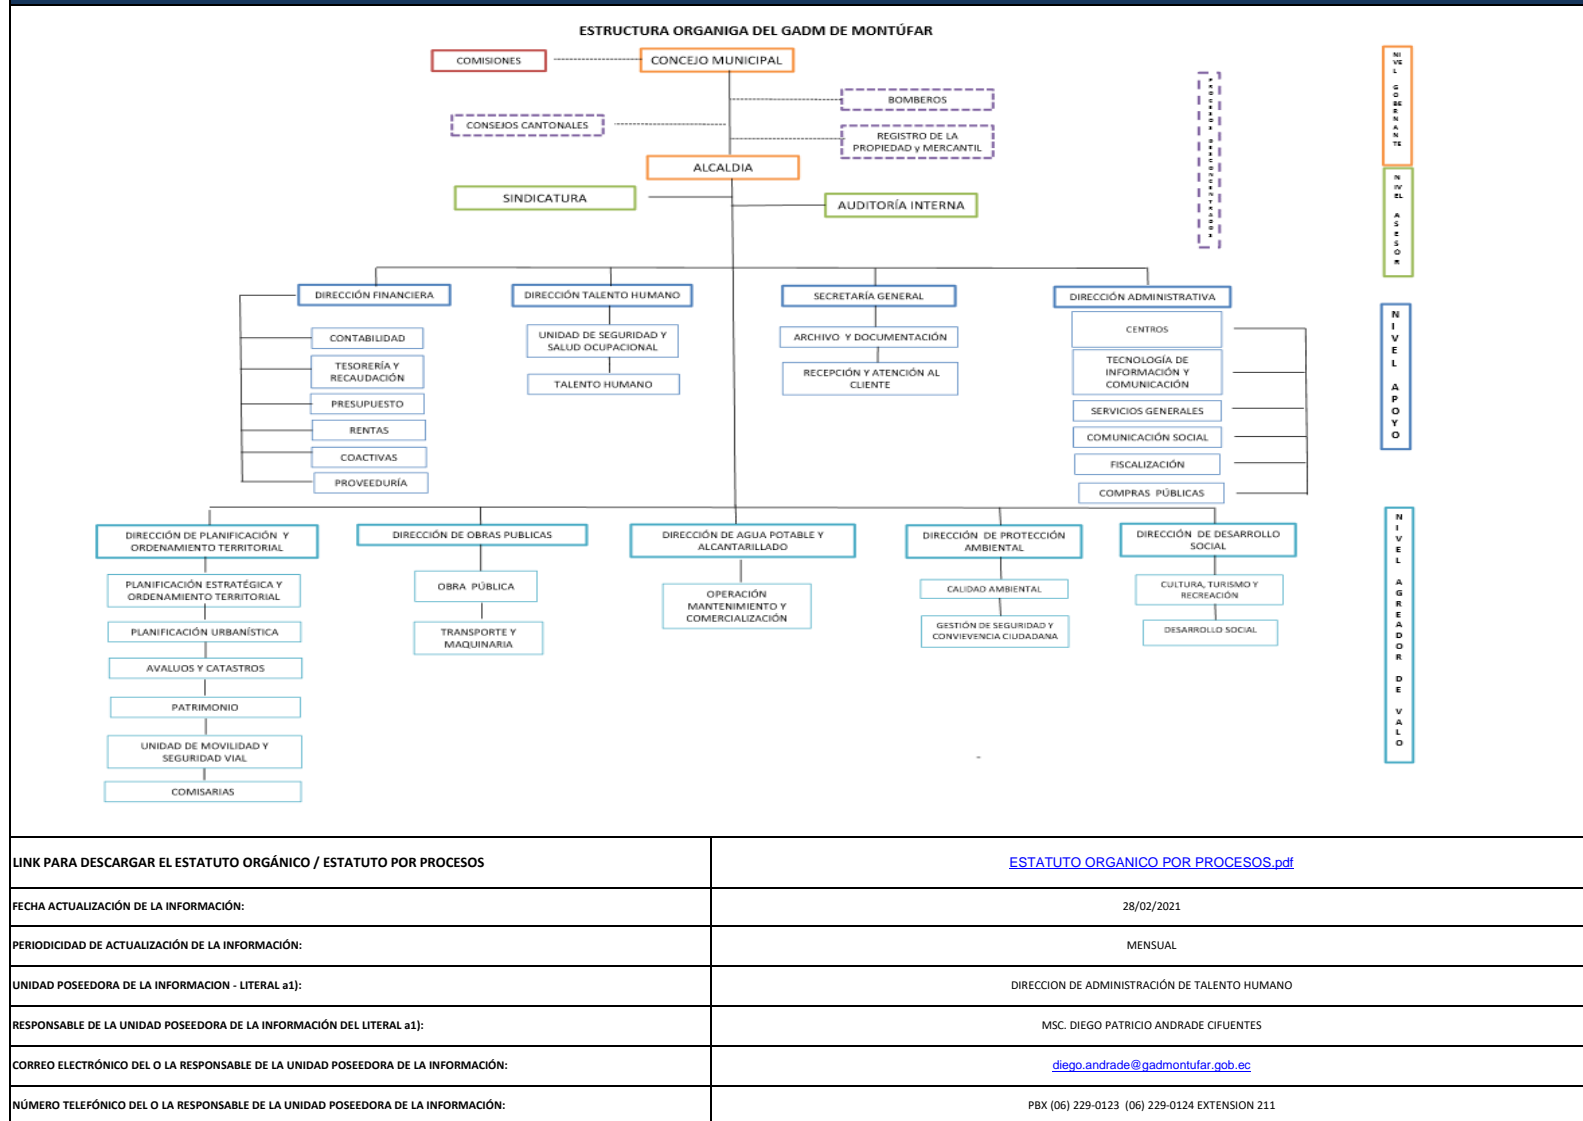 ESTRUCTURA ORGANIGA DEL GADM DE MONTÚFAR
COMISIONES
CONCEJO MUNICIPAL
BOMBEROS
CONSEJOS CANTONALES
REGISTRO DE LA
PROPIEDAD y MERCANTIL
ALCALDIA
SINDICATURA
AUDITORÍA INTERNA
PROCESOS DESCONCENTRADOS
NIVEL GOBERNANTE
NIVEL ASESOR
DIRECCIÓN FINANCIERA
CONTABILIDAD
TESORERÍA Y
RECAUDACIÓN
PRESUPUESTO
RENTAS
COACTIVAS
PROVEEDURÍA
DIRECCIÓN TALENTO HUMANO
UNIDAD DE SEGURIDAD Y
SALUD OCUPACIONAL
TALENTO HUMANO
SECRETARÍA GENERAL
ARCHIVO Y DOCUMENTACIÓN
RECEPCIÓN Y ATENCIÓN AL
CLIENTE
DIRECCIÓN ADMINISTRATIVA
CENTROS
TECNOLOGÍA DE
INFORMACIÓN Y
COMUNICACIÓN
SERVICIOS GENERALES
COMUNICACIÓN SOCIAL
FISCALIZACIÓN
COMPRAS PÚBLICAS
NIVEL APOYO
DIRECCIÓN DE PLANIFICACIÓN Y
ORDENAMIENTO TERRITORIAL
PLANIFICACIÓN ESTRATÉGICA Y
ORDENAMIENTO TERRITORIAL
PLANIFICACIÓN URBANÍSTICA
AVALUOS Y CATASTROS
PATRIMONIO
UNIDAD DE MOVILIDAD Y
SEGURIDAD VIAL
COMISARIAS
DIRECCIÓN DE OBRAS PUBLICAS
OBRA PÚBLICA
TRANSPORTE Y
MAQUINARIA
DIRECCIÓN DE AGUA POTABLE Y
ALCANTARILLADO
OPERACIÓN
MANTENIMIENTO Y
COMERCIALIZACIÓN
DIRECCIÓN DE PROTECCIÓN
AMBIENTAL
CALIDAD AMBIENTAL
GESTIÓN DE SEGURIDAD Y
CONVIEVENCIA CIUDADANA
DIRECCIÓN DE DESARROLLO
SOCIAL
CULTURA, TURISMO Y
RECREACIÓN
DESARROLLO SOCIAL
NIVEL AGREADOR DE VALO
LINK PARA DESCARGAR EL ESTATUTO ORGÁNICO / ESTATUTO POR PROCESOS
ESTATUTO ORGANICO POR PROCESOS.pdf
FECHA ACTUALIZACIÓN DE LA INFORMACIÓN:
28/02/2021
PERIODICIDAD DE ACTUALIZACIÓN DE LA INFORMACIÓN:
MENSUAL
UNIDAD POSEEDORA DE LA INFORMACION - LITERAL a1):
DIRECCION DE ADMINISTRACIÓN DE TALENTO HUMANO
RESPONSABLE DE LA UNIDAD POSEEDORA DE LA INFORMACIÓN DEL LITERAL a1):
MSC. DIEGO PATRICIO ANDRADE CIFUENTES
CORREO ELECTRÓNICO DEL O LA RESPONSABLE DE LA UNIDAD POSEEDORA DE LA INFORMACIÓN:
diego.andrade@gadmontufar.gob.ec
NÚMERO TELEFÓNICO DEL O LA RESPONSABLE DE LA UNIDAD POSEEDORA DE LA INFORMACIÓN:
PBX (06) 229-0123 (06) 229-0124 EXTENSION 211